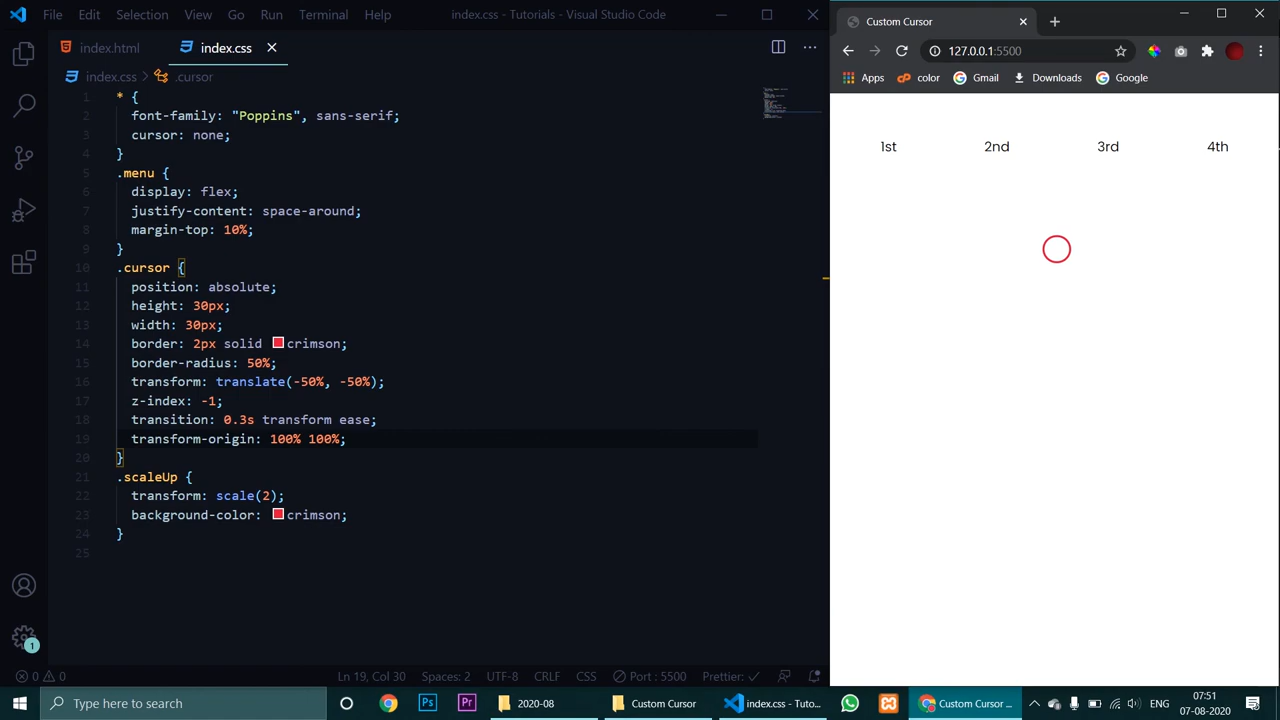 File Edit Selection View Go Run Terminal Help index.css - Tutorials - Visual Studio Code
index.html index.css
index.css > .cursor
1 * {
2 font-family: "Poppins", sans-serif;
3 cursor: none;
4 }
5 .menu {
6 display: flex;
7 justify-content: space-around;
8 margin-top: 10%;
9 }
10 .cursor {
11 position: absolute;
12 height: 30px;
13 width: 30px;
14 border: 2px solid crimson;
15 border-radius: 50%;
16 transform: translate(-50%, -50%);
17 z-index: -1;
18 transition: 0.3s transform ease;
19 transform-origin: 100% 100%;
20 }
21 .scaleUp {
22 transform: scale(2);
23 background-color: crimson;
24 }
25
1
0 0 Ln 19, Col 30 Spaces: 2 UTF-8 CRLF CSS Port : 5500 Prettier: ✓
Custom Cursor
127.0.0.1:5500
Apps color Gmail Downloads Google
1st 2nd 3rd 4th
Type here to search Ps Pr 2020-08 Custom Cursor index.css - Tuto... Custom Cursor ... ENG 07:51
07-08-2020